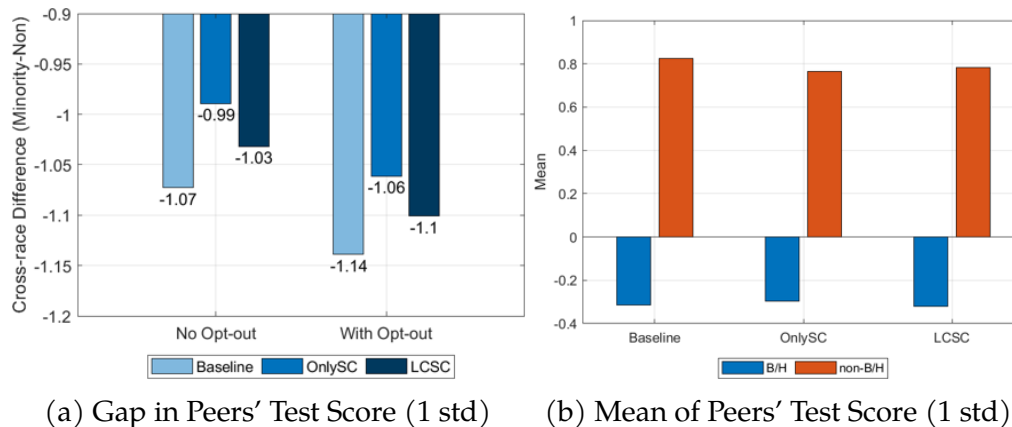 -0.9
-0.95
-1
-1.05
-1.1
-1.15
-1.2
Cross-race Difference (Minority-Non)
-1.07
-0.99
-1.03
-1.14
-1.06
-1.1
No Opt-out
With Opt-out
Baseline
OnlySC
LCSC
(a) Gap in Peers' Test Score (1 std)
1
0.8
0.6
0.4
0.2
0
-0.2
-0.4
Mean
Baseline
OnlySC
LCSC
B/H
non-B/H
(b) Mean of Peers' Test Score (1 std)